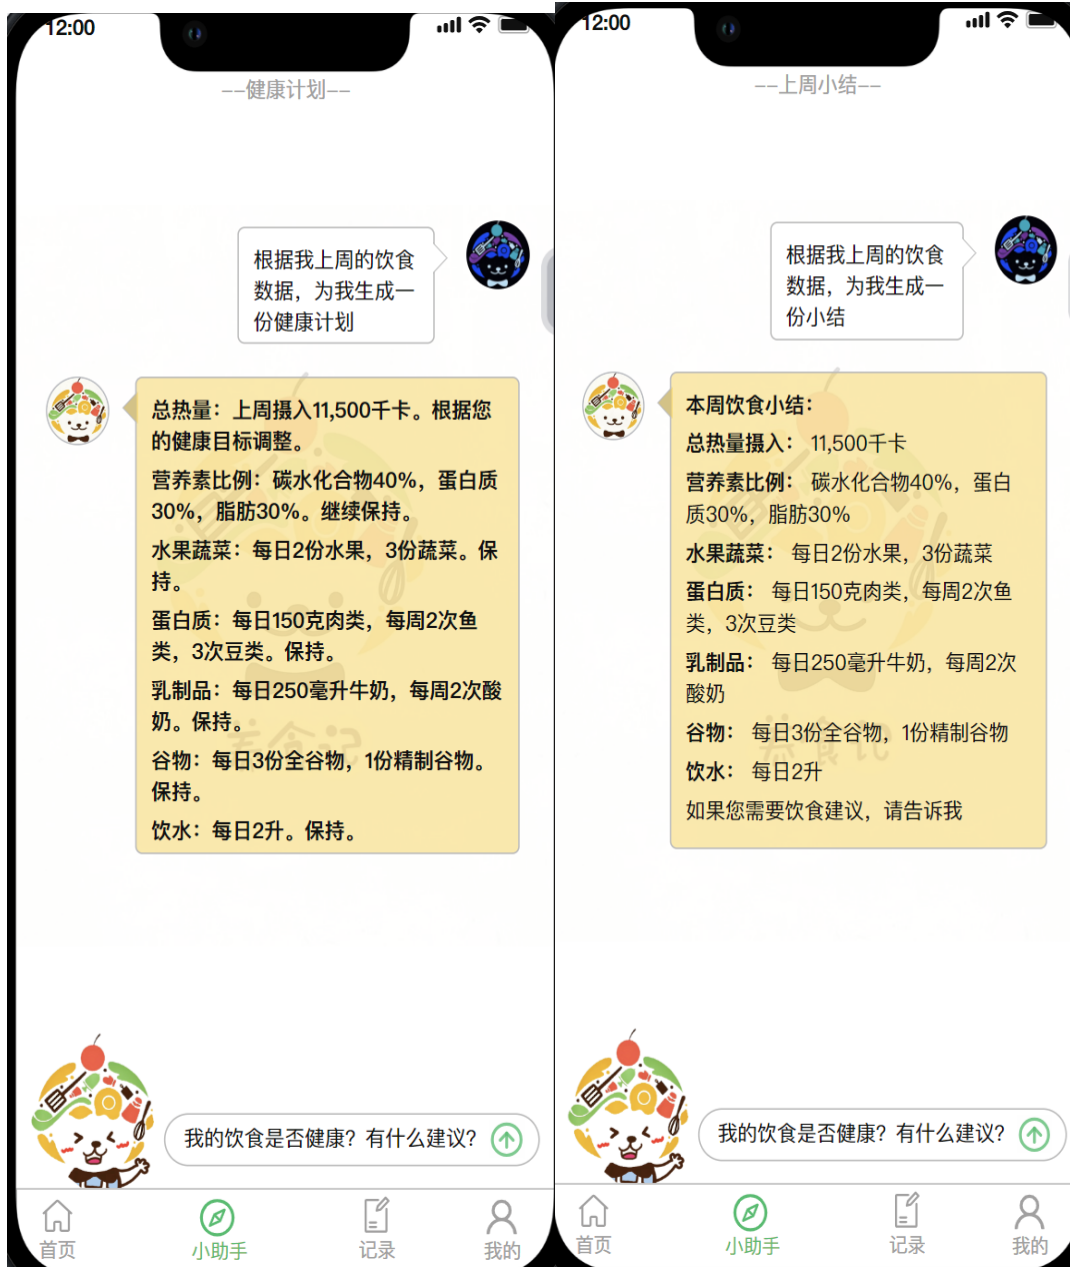 12:00
--健康计划--
根据我上周的饮食
数据，为我生成一
份健康计划
总热量：上周摄入11,500千卡。根据您
的健康目标调整。
营养素比例：碳水化合物40%，蛋白质
30%，脂肪30%。继续保持。
水果蔬菜：每日2份水果，3份蔬菜。保
持。
蛋白质：每日150克肉类，每周2次鱼
类，3次豆类。保持。
乳制品：每日250毫升牛奶，每周2次酸
奶。保持。
谷物：每日3份全谷物，1份精制谷物。
保持。
饮水：每日2升。保持。
养食记
我的饮食是否健康？有什么建议？
首页
小助手
记录
我的
12:00
--上周小结--
根据我上周的饮食
数据，为我生成一
份小结
本周饮食小结：
总热量摄入： 11,500千卡
营养素比例： 碳水化合物40%，蛋白
质30%，脂肪30%
水果蔬菜： 每日2份水果，3份蔬菜
蛋白质： 每日150克肉类，每周2次鱼
类，3次豆类
乳制品： 每日250毫升牛奶，每周2次
酸奶
谷物： 每日3份全谷物，1份精制谷物
饮水： 每日2升
如果您需要饮食建议，请告诉我
养食记
我的饮食是否健康？有什么建议？
首页
小助手
记录
我的